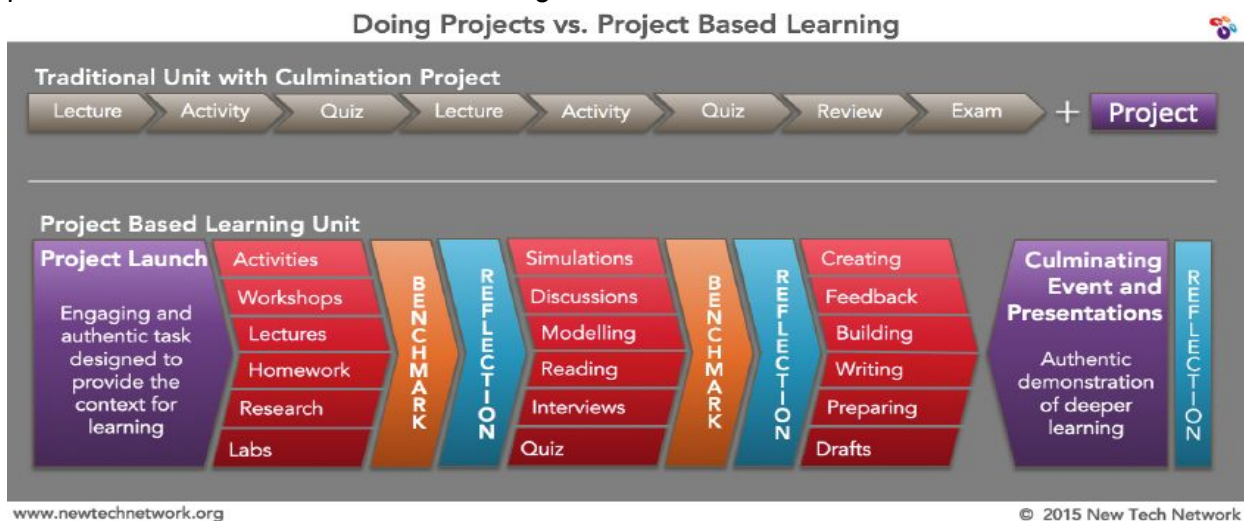 Doing Projects vs. Project Based Learning
Traditional Unit with Culmination Project
Lecture Activity Quiz Lecture Activity Quiz Review Exam + Project
Project Based Learning Unit
Project Launch
Engaging and
authentic task
designed to
provide the
context for
learning
Activities
Workshops
Lectures
Homework
Research
Labs
BENCHMARK
REFLECTION
Simulations
Discussions
Modelling
Reading
Interviews
Quiz
BENCHMARK
REFLECTION
Creating
Feedback
Building
Writing
Preparing
Drafts
Culminating
Event and
Presentations
Authentic
demonstration
of deeper
learning
REFLECTION
www.newtechnetwork.org
© 2015 New Tech Network